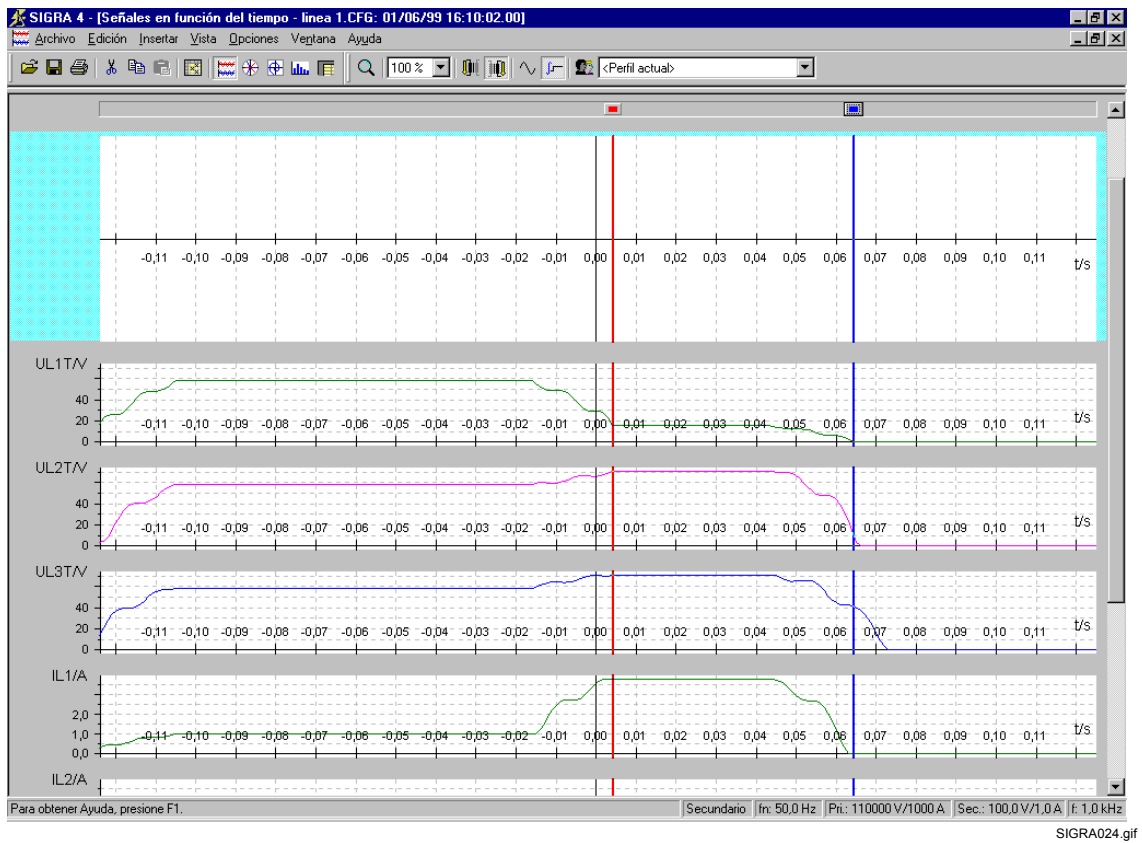 SIGRA 4 - [Señales en función del tiempo - linea 1.CFG: 01/06/99 16:10:02.00]
Archivo Edición Insertar Vista Opciones Ventana Ayuda
100 % <Perfil actual>
-0,11 -0,10 -0,09 -0,08 -0,07 -0,06 -0,05 -0,04 -0,03 -0,02 -0,01 0,00 0,01 0,02 0,03 0,04 0,05 0,06 0,07 0,08 0,09 0,10 0,11 t/s
UL1T/V
40
20
0
-0,11 -0,10 -0,09 -0,08 -0,07 -0,06 -0,05 -0,04 -0,03 -0,02 -0,01 0,00 0,01 0,02 0,03 0,04 0,05 0,06 0,07 0,08 0,09 0,10 0,11 t/s
UL2T/V
40
20
0
-0,11 -0,10 -0,09 -0,08 -0,07 -0,06 -0,05 -0,04 -0,03 -0,02 -0,01 0,00 0,01 0,02 0,03 0,04 0,05 0,06 0,07 0,08 0,09 0,10 0,11 t/s
UL3T/V
40
20
0
-0,11 -0,10 -0,09 -0,08 -0,07 -0,06 -0,05 -0,04 -0,03 -0,02 -0,01 0,00 0,01 0,02 0,03 0,04 0,05 0,06 0,07 0,08 0,09 0,10 0,11 t/s
IL1/A
2,0
1,0
0,0
-0,11 -0,10 -0,09 -0,08 -0,07 -0,06 -0,05 -0,04 -0,03 -0,02 -0,01 0,00 0,01 0,02 0,03 0,04 0,05 0,06 0,07 0,08 0,09 0,10 0,11 t/s
IL2/A
Para obtener Ayuda, presione F1. Secundario fn: 50,0 Hz Pri.: 110000 V/1000 A Sec.: 100,0 V/1,0 A f: 1,0 kHz
SIGRA024.gif